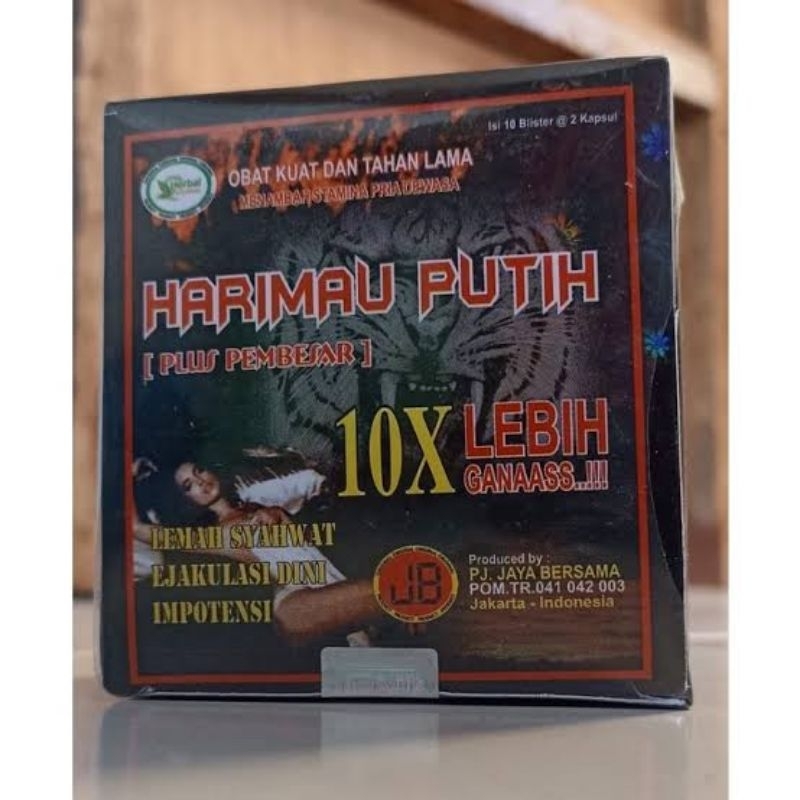 Isi 10 Blister @ 2 Kapsul
Herbal
OBAT KUAT DAN TAHAN LAMA
MENAMBAH STAMINA PRIA DEWASA
HARIMAU PUTIH
[ PLUS PEMBESAR ]
10X LEBIH
GANAASS..!!!
LEMAH SYAHWAT
EJAKULASI DINI
IMPOTENSI
JB
Produced by :
PJ. JAYA BERSAMA
POM.TR.041 042 003
Jakarta - Indonesia